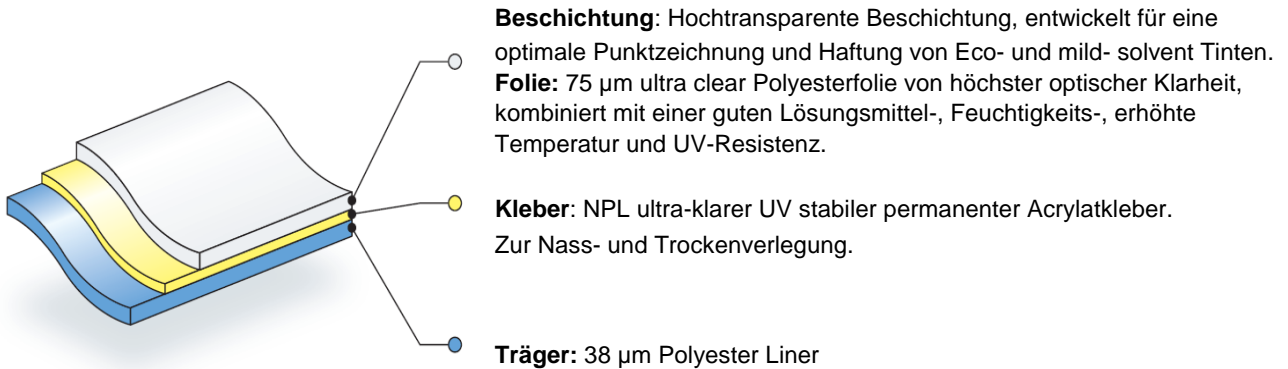 Beschichtung: Hochtransparente Beschichtung, entwickelt für eine
optimale Punktzeichnung und Haftung von Eco- und mild- solvent Tinten.
Folie: 75 µm ultra clear Polyesterfolie von höchster optischer Klarheit,
kombiniert mit einer guten Lösungsmittel-, Feuchtigkeits-, erhöhte
Temperatur und UV-Resistenz.
Kleber: NPL ultra-klarer UV stabiler permanenter Acrylatkleber.
Zur Nass- und Trockenverlegung.
Träger: 38 µm Polyester Liner